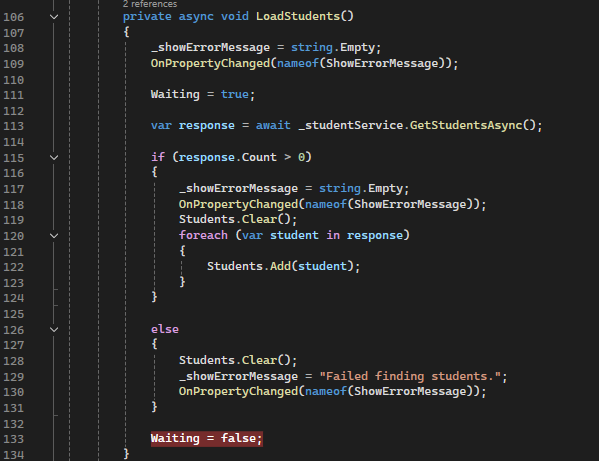 2 references
106 private async void LoadStudents()
107 {
108 _showErrorMessage = string.Empty;
109 OnPropertyChanged(nameof(ShowErrorMessage));
110
111 Waiting = true;
112
113 var response = await _studentService.GetStudentsAsync();
114
115 if (response.Count > 0)
116 {
117 _showErrorMessage = string.Empty;
118 OnPropertyChanged(nameof(ShowErrorMessage));
119 Students.Clear();
120 foreach (var student in response)
121 {
122 Students.Add(student);
123 }
124 }
125
126 else
127 {
128 Students.Clear();
129 _showErrorMessage = "Failed finding students.";
130 OnPropertyChanged(nameof(ShowErrorMessage));
131 }
132
133 Waiting = false;
134 }